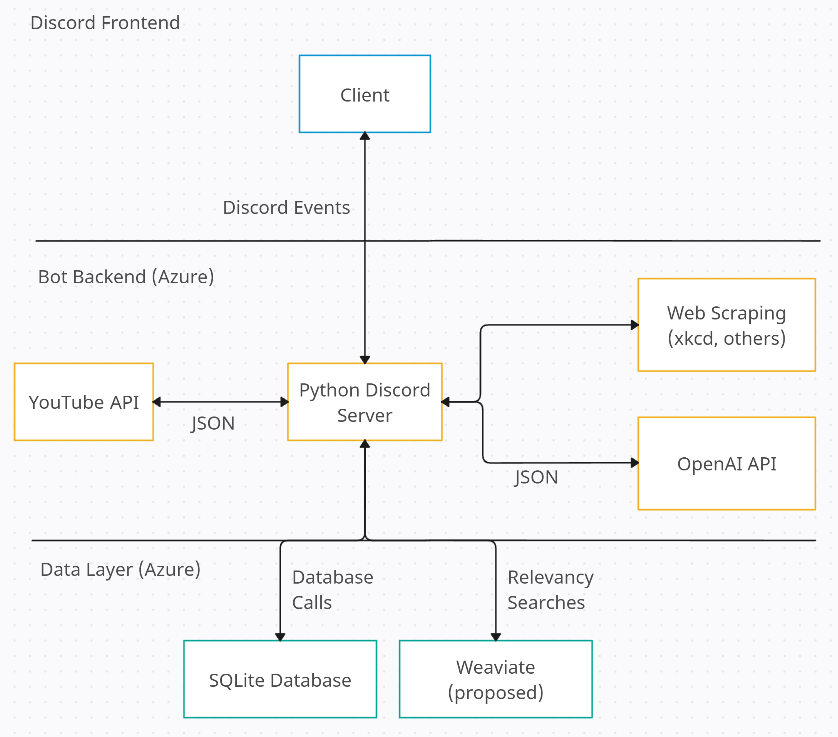 Discord Frontend
Client
Discord Events
Bot Backend (Azure)
Web Scraping
(xkcd, others)
YouTube API
JSON
Python Discord
Server
OpenAI API
JSON
Data Layer (Azure)
Database
Calls
Relevancy
Searches
SQLite Database
Weaviate
(proposed)